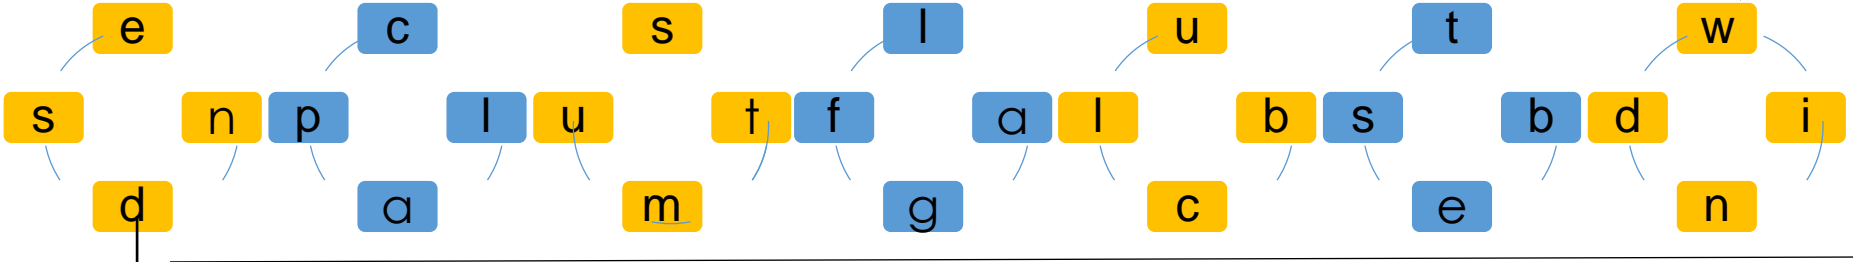 e c s l u t w
s n p l u t f a l b s b d i
d a m g c e n